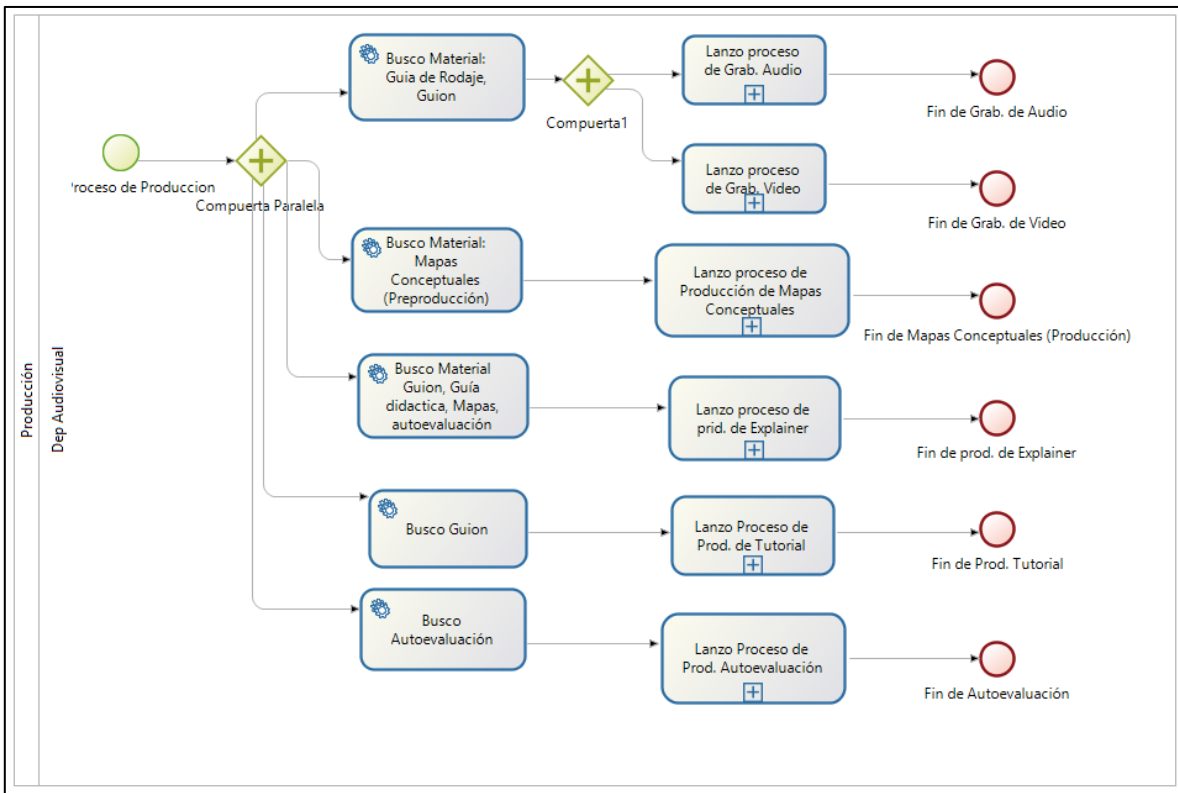 Producción
Dep Audiovisual
roceso de Produccion
Compuerta Paralela
Busco Material:
Guia de Rodaje,
Guion
Compuerta1
Lanzo proceso
de Grab. Audio
Fin de Grab. de Audio
Lanzo proceso
de Grab. Video
Fin de Grab. de Video
Busco Material:
Mapas
Conceptuales
(Preproducción)
Lanzo proceso de
Producción de Mapas
Conceptuales
Fin de Mapas Conceptuales (Producción)
Busco Material
Guion, Guía
didactica, Mapas,
autoevaluación
Lanzo proceso de
prid. de Explainer
Fin de prod. de Explainer
Busco Guion
Lanzo Proceso de
Prod. de Tutorial
Fin de Prod. Tutorial
Busco
Autoevaluación
Lanzo Proceso de
Prod. Autoevaluación
Fin de Autoevaluación